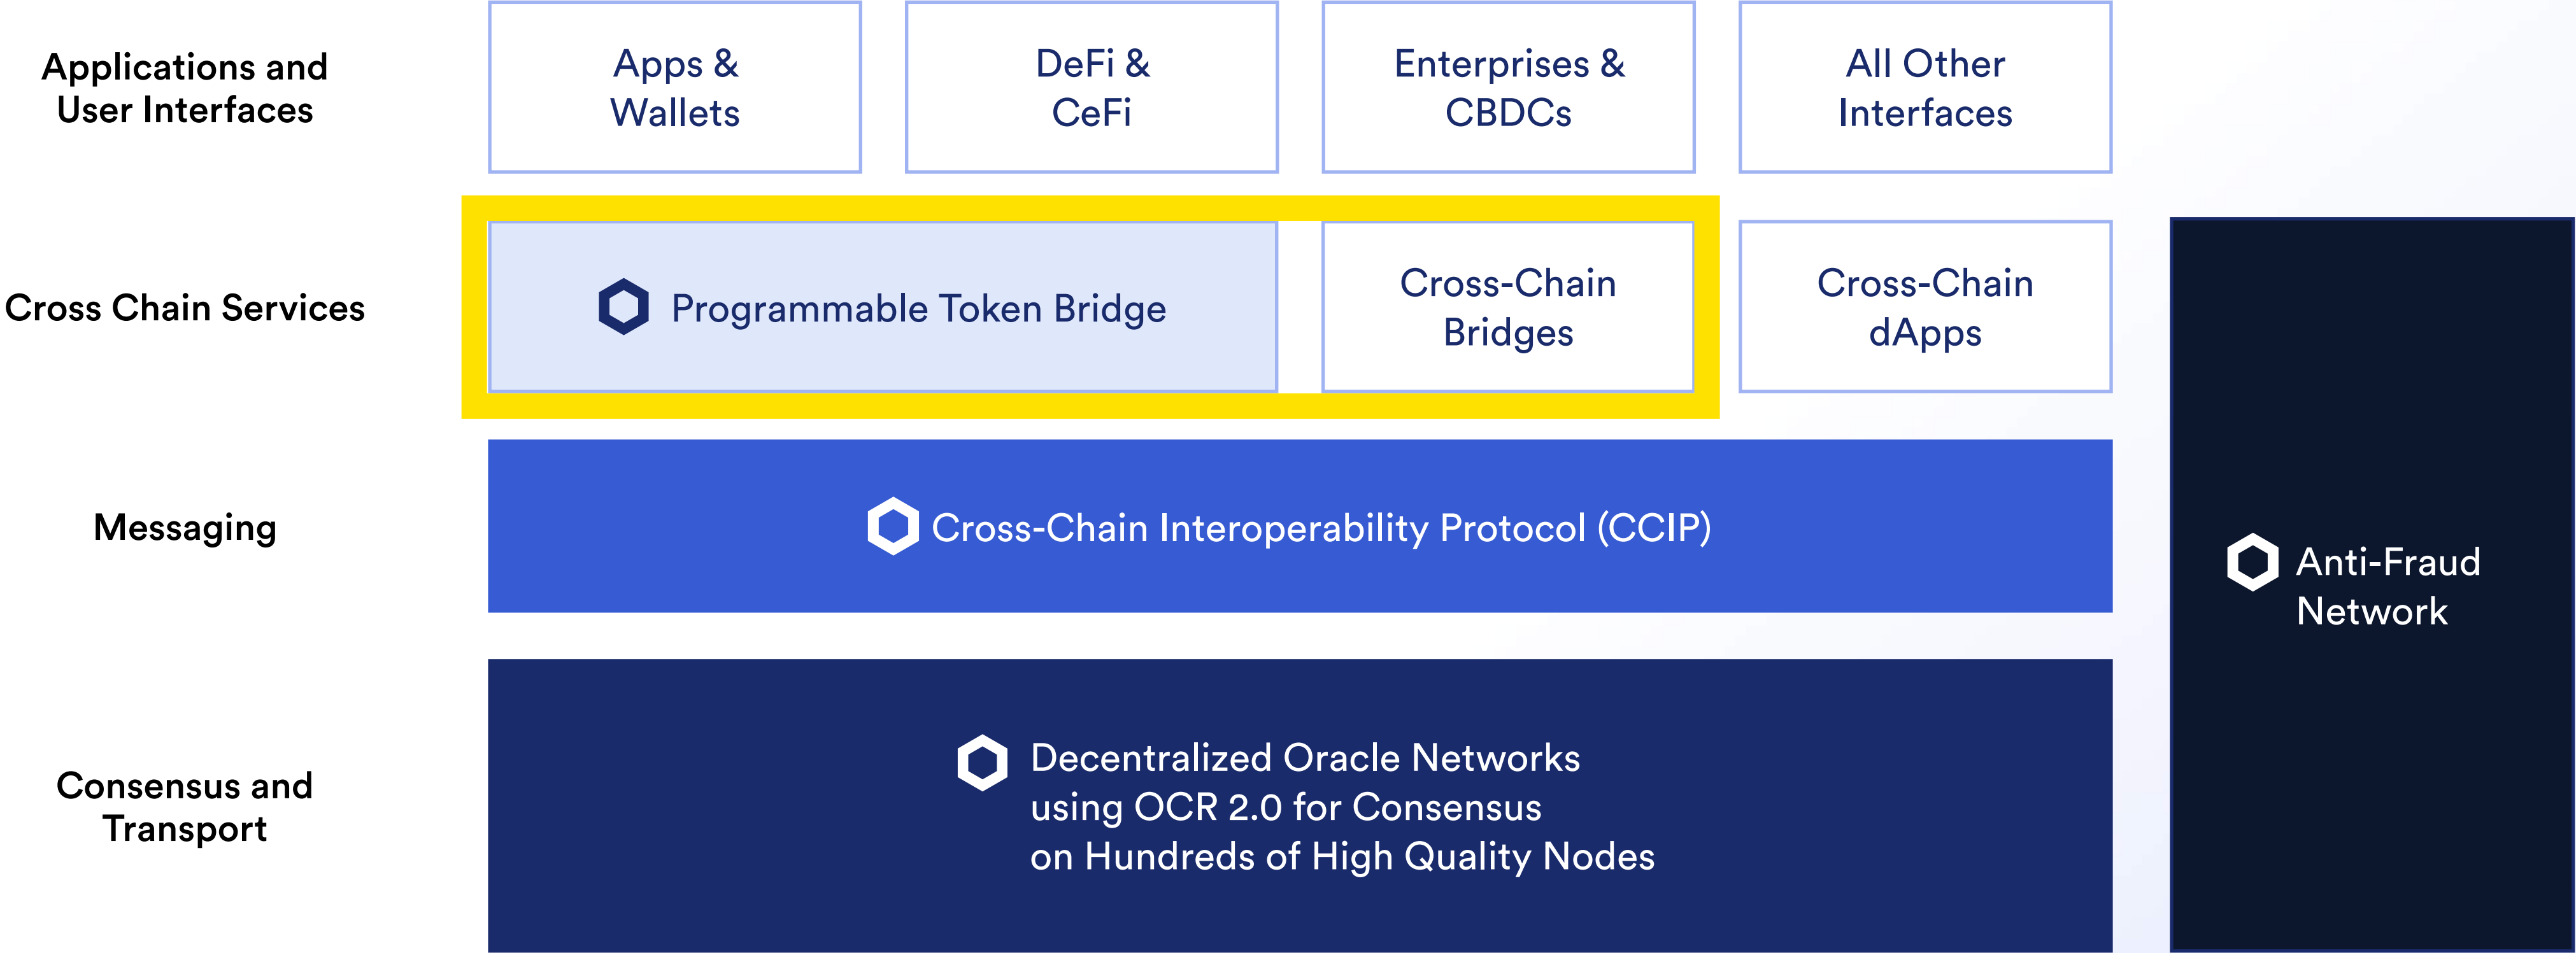 Applications and
User Interfaces
Apps &
Wallets
DeFi &
CeFi
Enterprises &
CBDCs
All Other
Interfaces
Cross Chain Services
Programmable Token Bridge
Cross-Chain
Bridges
Cross-Chain
dApps
Messaging
Cross-Chain Interoperability Protocol (CCIP)
Anti-Fraud
Network
Consensus and
Transport
Decentralized Oracle Networks
using OCR 2.0 for Consensus
on Hundreds of High Quality Nodes